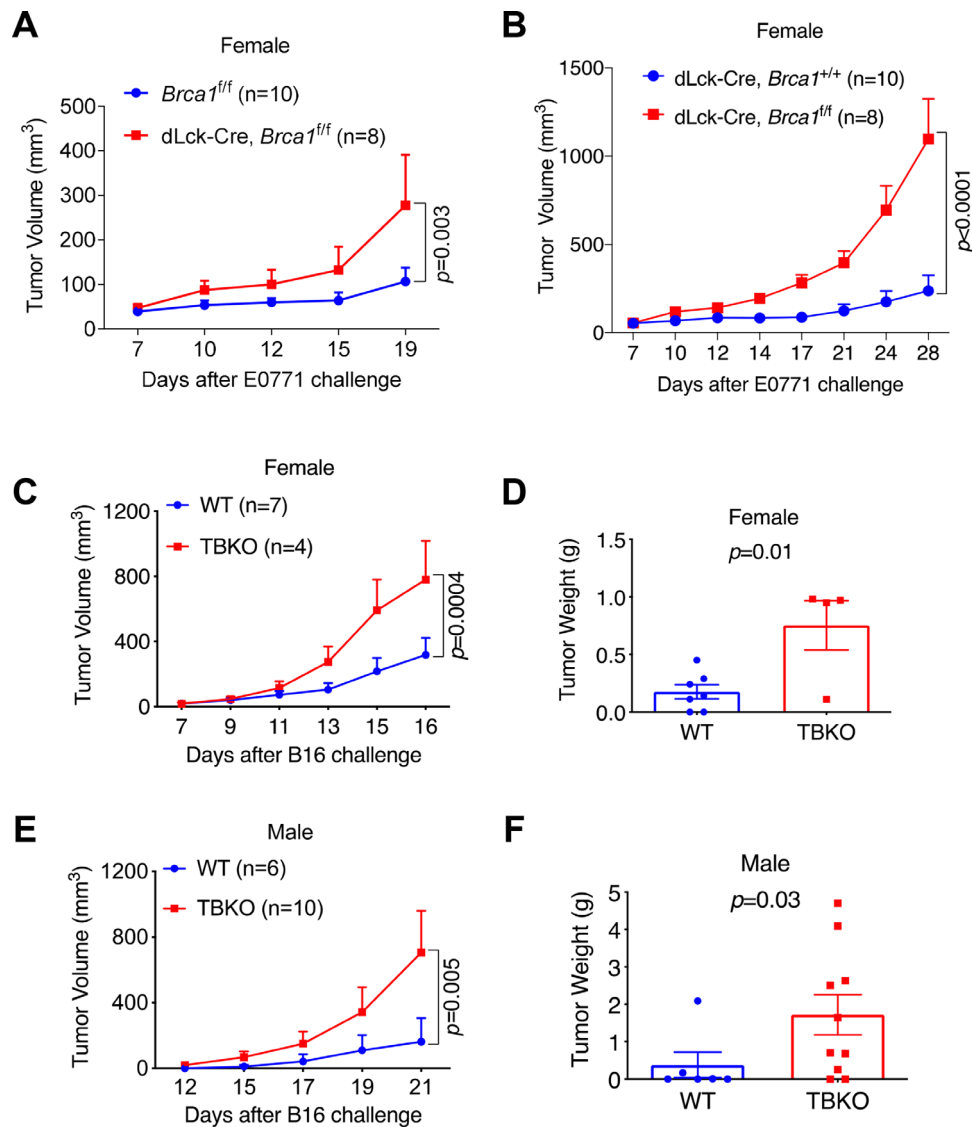 A
Female
Brca1f/f (n=10)
dLck-Cre, Brca1f/f (n=8)
Tumor Volume (mm3)
500
400
300
200
100
0
p=0.003
7 10 12 15 19
Days after E0771 challenge
B
Female
dLck-Cre, Brca1+/+ (n=10)
dLck-Cre, Brca1f/f (n=8)
Tumor Volume (mm3)
1500
1000
500
0
p<0.0001
7 10 12 14 17 21 24 28
Days after E0771 challenge
C
Female
WT (n=7)
TBKO (n=4)
Tumor Volume (mm3)
1200
800
400
0
p=0.0004
7 9 11 13 15 16
Days after B16 challenge
D
Female
p=0.01
Tumor Weight (g)
1.5
1.0
0.5
0.0
WT TBKO
E
Male
WT (n=6)
TBKO (n=10)
Tumor Volume (mm3)
1200
800
400
0
p=0.005
12 15 17 19 21
Days after B16 challenge
F
Male
p=0.03
Tumor Weight (g)
5
4
3
2
1
0
WT TBKO